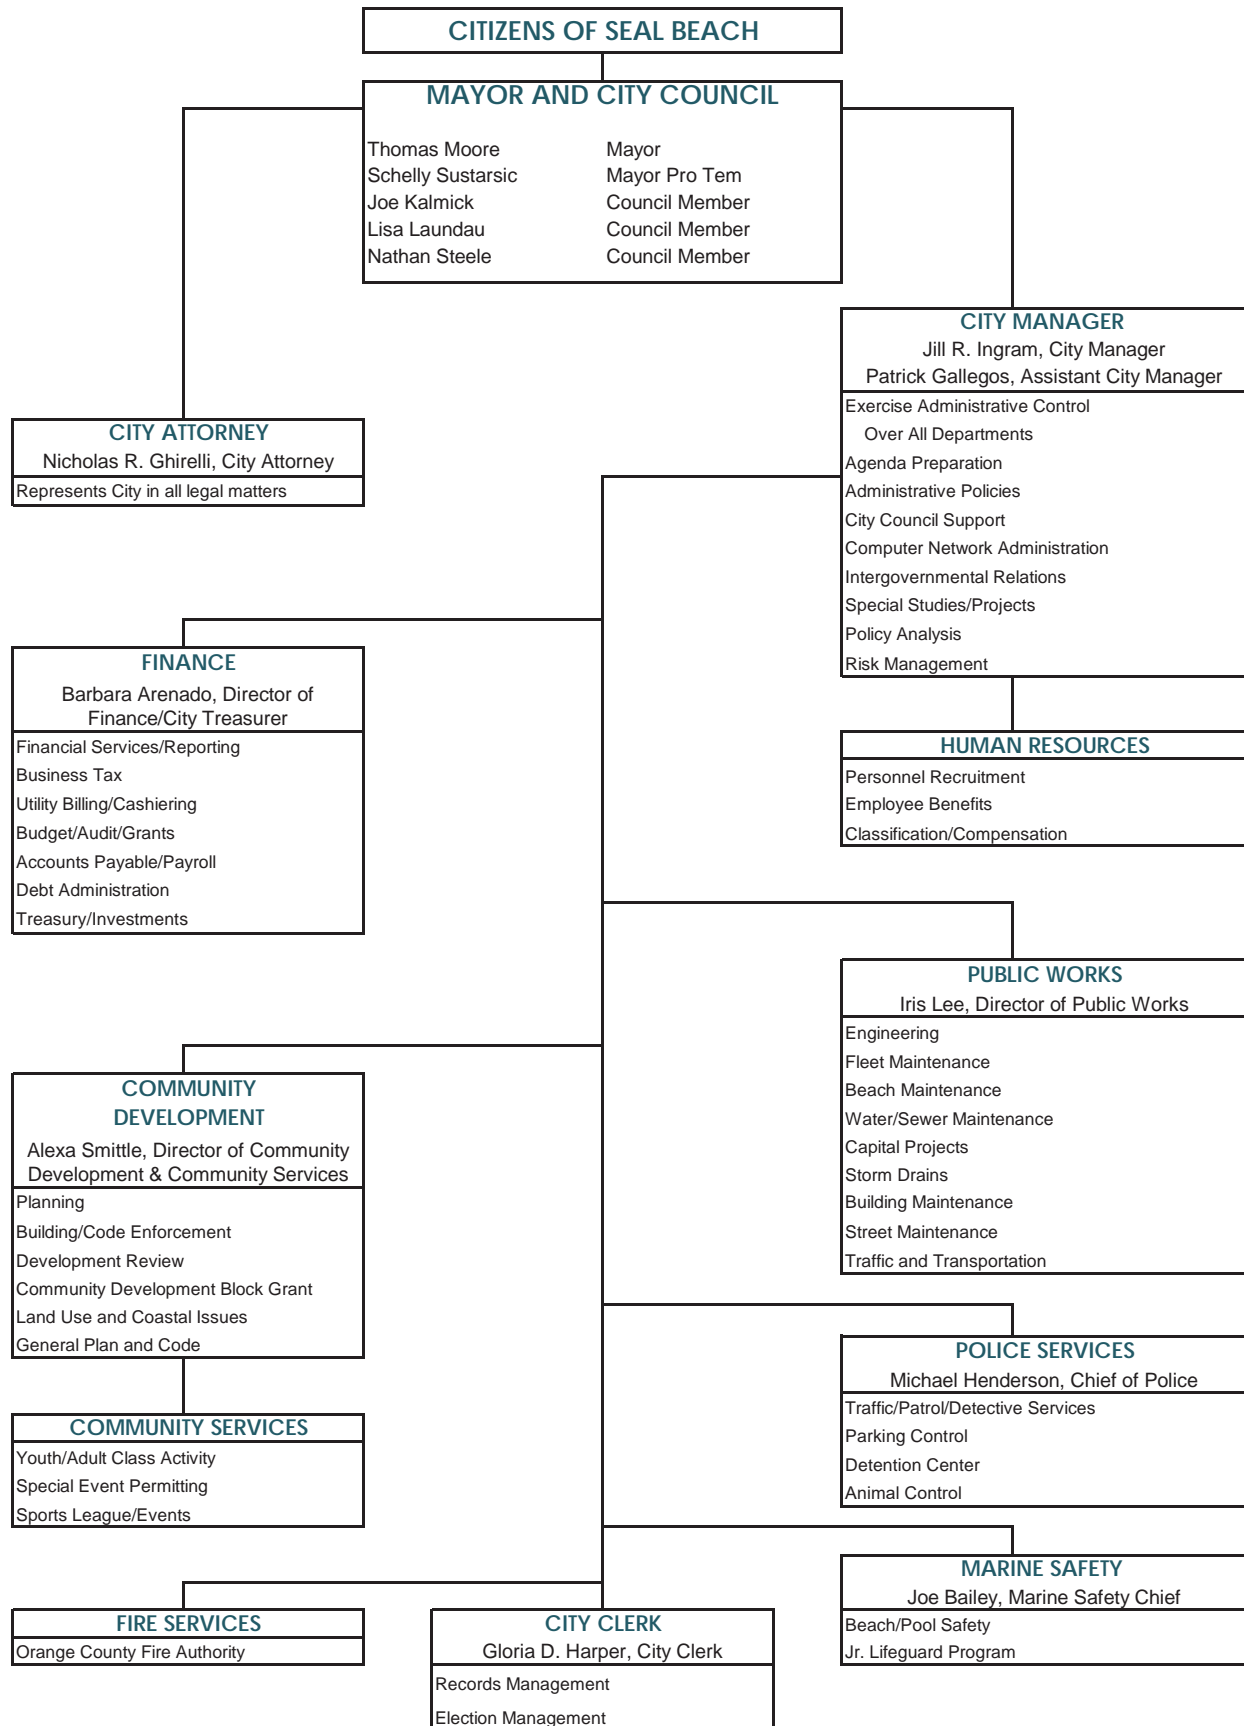 CITIZENS OF SEAL BEACH
MAYOR AND CITY COUNCIL
Thomas Moore Mayor
Schelly Sustarsic Mayor Pro Tem
Joe Kalmick Council Member
Lisa Laundau Council Member
Nathan Steele Council Member
CITY MANAGER
Jill R. Ingram, City Manager
Patrick Gallegos, Assistant City Manager
Exercise Administrative Control
Over All Departments
Agenda Preparation
Administrative Policies
City Council Support
Computer Network Administration
Intergovernmental Relations
Special Studies/Projects
Policy Analysis
Risk Management
CITY ATTORNEY
Nicholas R. Ghirelli, City Attorney
Represents City in all legal matters
FINANCE
Barbara Arenado, Director of
Finance/City Treasurer
Financial Services/Reporting
Business Tax
Utility Billing/Cashiering
Budget/Audit/Grants
Accounts Payable/Payroll
Debt Administration
Treasury/Investments
HUMAN RESOURCES
Personnel Recruitment
Employee Benefits
Classification/Compensation
PUBLIC WORKS
Iris Lee, Director of Public Works
Engineering
Fleet Maintenance
Beach Maintenance
Water/Sewer Maintenance
Capital Projects
Storm Drains
Building Maintenance
Street Maintenance
Traffic and Transportation
COMMUNITY
DEVELOPMENT
Alexa Smittle, Director of Community
Development & Community Services
Planning
Building/Code Enforcement
Development Review
Community Development Block Grant
Land Use and Coastal Issues
General Plan and Code
COMMUNITY SERVICES
Youth/Adult Class Activity
Special Event Permitting
Sports League/Events
POLICE SERVICES
Michael Henderson, Chief of Police
Traffic/Patrol/Detective Services
Parking Control
Detention Center
Animal Control
MARINE SAFETY
Joe Bailey, Marine Safety Chief
Beach/Pool Safety
Jr. Lifeguard Program
FIRE SERVICES
Orange County Fire Authority
CITY CLERK
Gloria D. Harper, City Clerk
Records Management
Election Management